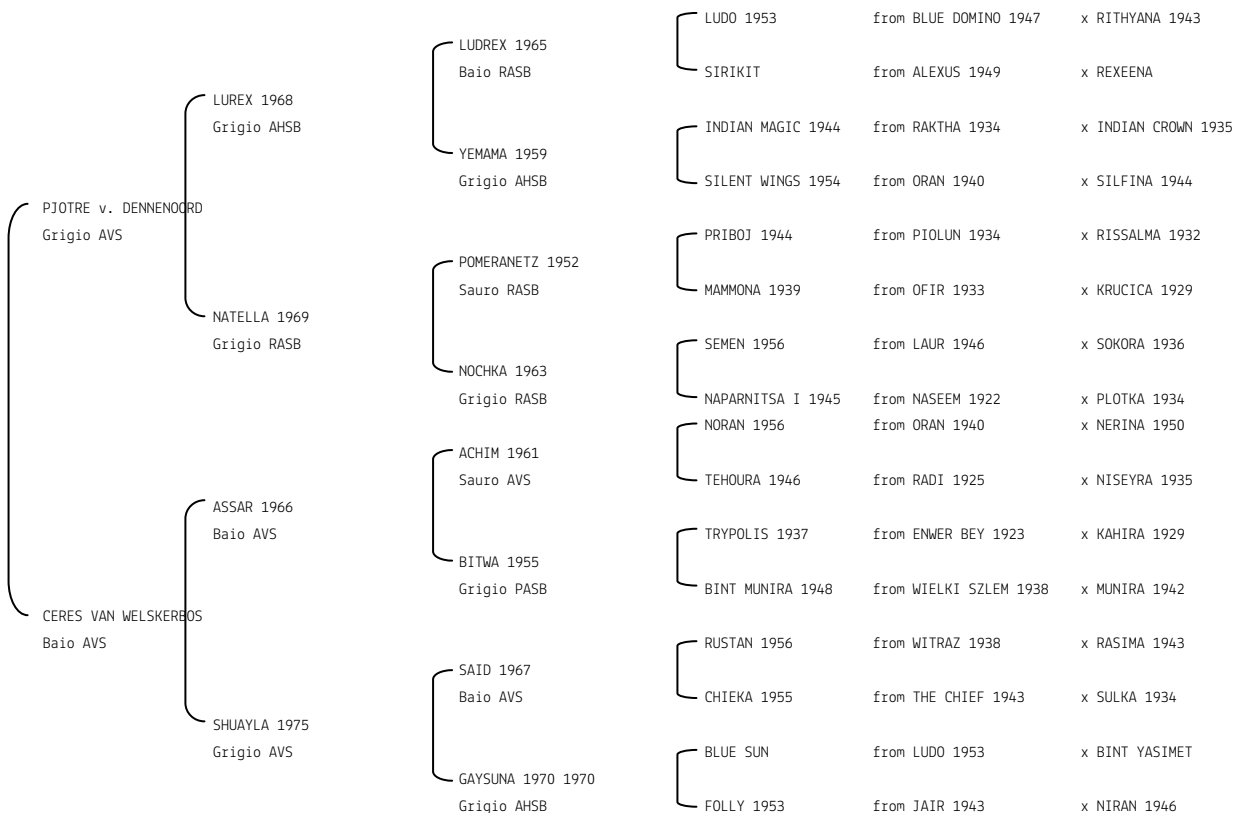 LUDO 1953 from BLUE DOMINO 1947 x RITHYANA 1943
LUDREX 1965
Baio RASB SIRIKIT from ALEXUS 1949 x REXEENA
LUREX 1968
Grigio AHSB INDIAN MAGIC 1944 from RAKTHA 1934 x INDIAN CROWN 1935
YEMAMA 1959
Grigio AHSB SILENT WINGS 1954 from ORAN 1940 x SILFINA 1944
PJOTRE v. DENNENOORD
Grigio AVS PRIBOJ 1944 from PIOLUN 1934 x RISSALMA 1932
POMERANETZ 1952
Sauro RASB MAMMONA 1939 from OFIR 1933 x KRUCICA 1929
NATELLA 1969
Grigio RASB SEMEN 1956 from LAUR 1946 x SOKORA 1936
NOCHKA 1963
Grigio RASB NAPARNITSA I 1945 from NASEEM 1922 x PLOTKA 1934
NORAN 1956 from ORAN 1940 x NERINA 1950
ACHIM 1961
Sauro AVS TEHOURA 1946 from RADI 1925 x NISEYRA 1935
ASSAR 1966
Baio AVS TRYPOLIS 1937 from ENWER BEY 1923 x KAHIRA 1929
BITWA 1955
Grigio PASB BINT MUNIRA 1948 from WIELKI SZLEM 1938 x MUNIRA 1942
CERES VAN WELSKERBOS
Baio AVS RUSTAN 1956 from WITRAZ 1938 x RASIMA 1943
SAID 1967
Baio AVS CHIEKA 1955 from THE CHIEF 1943 x SULKA 1934
SHUAYLA 1975
Grigio AVS BLUE SUN from LUDO 1953 x BINT YASIMET
GAYSUNA 1970 1970
Grigio AHSB FOLLY 1953 from JAIR 1943 x NIRAN 1946